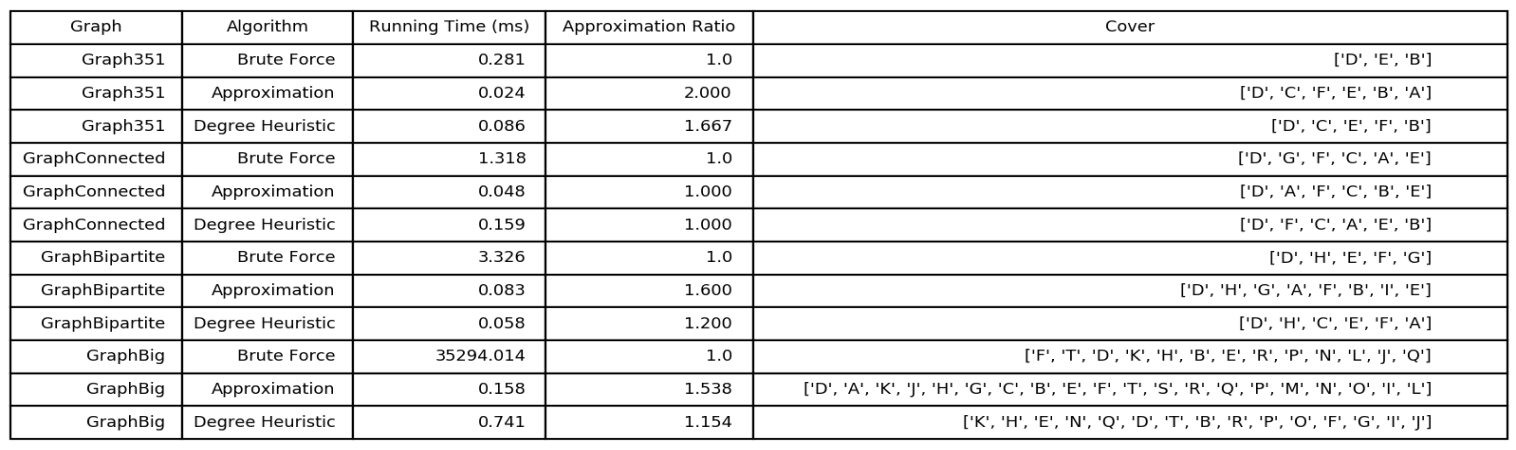 Graph Algorithm Running Time (ms) Approximation Ratio Cover
Graph351 Brute Force 0.281 1.0 ['D', 'E', 'B']
Graph351 Approximation 0.024 2.000 ['D', 'C', 'F', 'E', 'B', 'A']
Graph351 Degree Heuristic 0.086 1.667 ['D', 'C', 'E', 'F', 'B']
GraphConnected Brute Force 1.318 1.0 ['D', 'G', 'F', 'C', 'A', 'E']
GraphConnected Approximation 0.048 1.000 ['D', 'A', 'F', 'C', 'B', 'E']
GraphConnected Degree Heuristic 0.159 1.000 ['D', 'F', 'C', 'A', 'E', 'B']
GraphBipartite Brute Force 3.326 1.0 ['D', 'H', 'E', 'F', 'G']
GraphBipartite Approximation 0.083 1.600 ['D', 'H', 'G', 'A', 'F', 'B', 'I', 'E']
GraphBipartite Degree Heuristic 0.058 1.200 ['D', 'H', 'C', 'E', 'F', 'A']
GraphBig Brute Force 35294.014 1.0 ['F', 'T', 'D', 'K', 'H', 'B', 'E', 'R', 'P', 'N', 'L', 'J', 'Q']
GraphBig Approximation 0.158 1.538 ['D', 'A', 'K', 'J', 'H', 'G', 'C', 'B', 'E', 'F', 'T', 'S', 'R', 'Q', 'P', 'M', 'N', 'O', 'I', 'L']
GraphBig Degree Heuristic 0.741 1.154 ['K', 'H', 'E', 'N', 'Q', 'D', 'T', 'B', 'R', 'P', 'O', 'F', 'G', 'I', 'J']